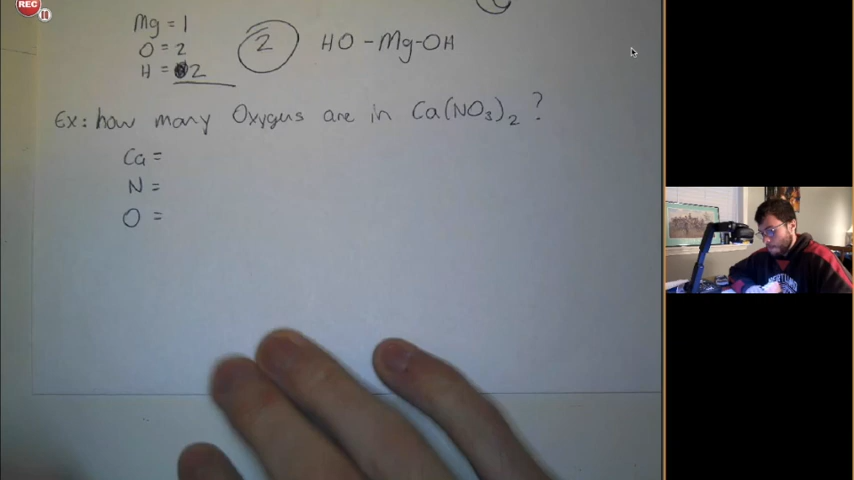 REC
Mg = 1
O = 2
H = 2
2
HO - Mg - OH
Ex: how many Oxygens are in Ca(NO3)2 ?
Ca =
N =
O =